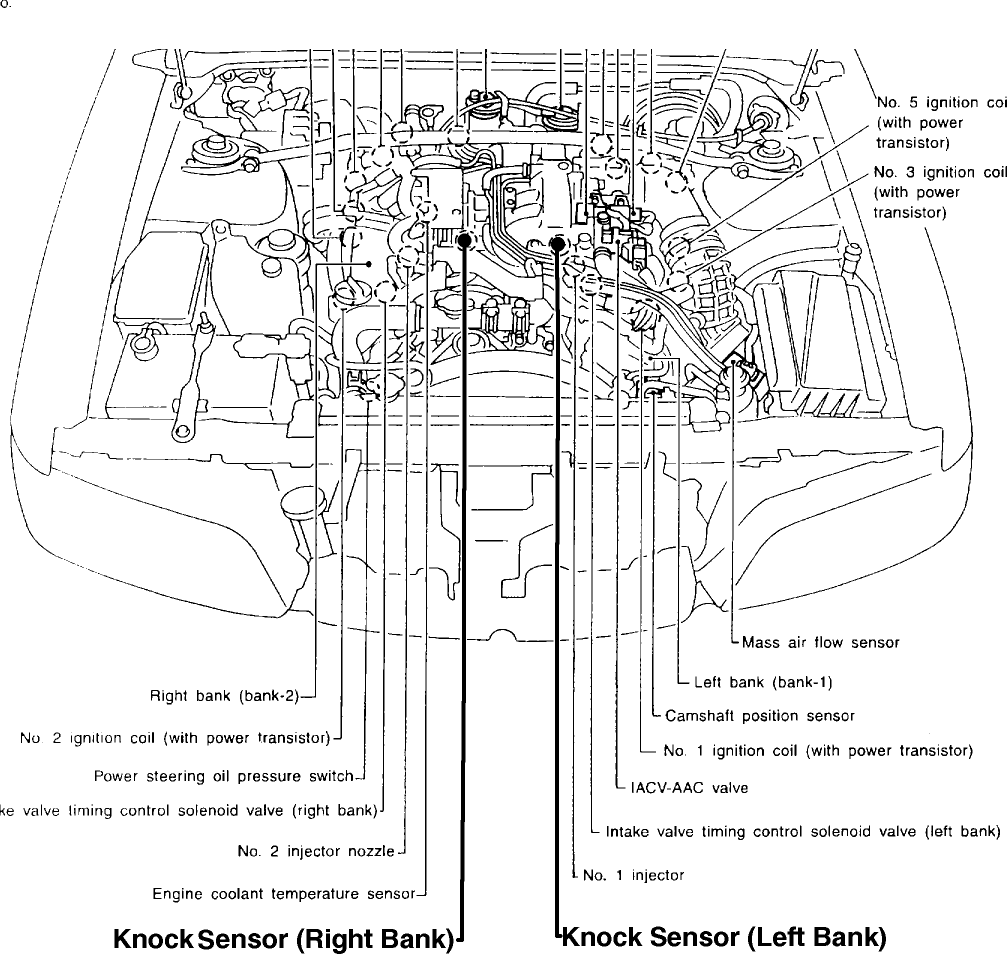 o.
No. 5 ignition coi
(with power
transistor)
No. 3 ignition coil
(with power
transistor)
Mass air flow sensor
Left bank (bank-1)
Right bank (bank-2)
Camshaft position sensor
No. 2 ignition coil (with power transistor)
No. 1 ignition coil (with power transistor)
Power steering oil pressure switch
IACV-AAC valve
ke valve timing control solenoid valve (right bank)
Intake valve timing control solenoid valve (left bank)
No. 2 injector nozzle
No. 1 injector
Engine coolant temperature sensor
Knock Sensor (Right Bank)
Knock Sensor (Left Bank)